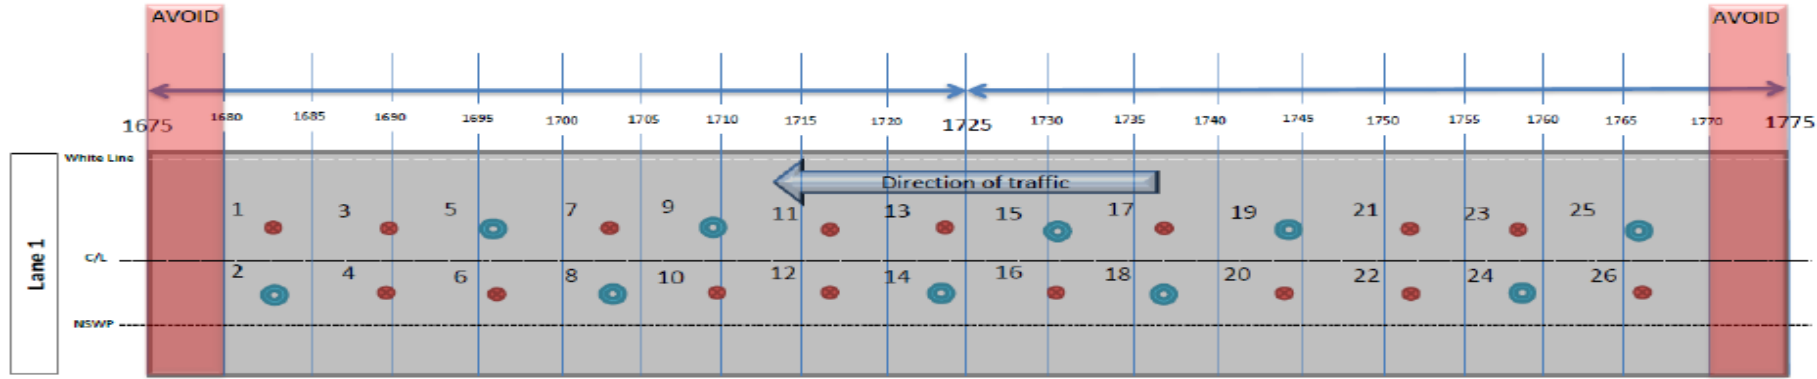 AVOID AVOID
1675 1680 1685 1690 1695 1700 1705 1710 1715 1720 1725 1730 1735 1740 1745 1750 1755 1760 1765 1770 1775
White Line
Direction of traffic
1 3 5 7 9 11 13 15 17 19 21 23 25
C/L
Lane 1
2 4 6 8 10 12 14 16 18 20 22 24 26
NSWP